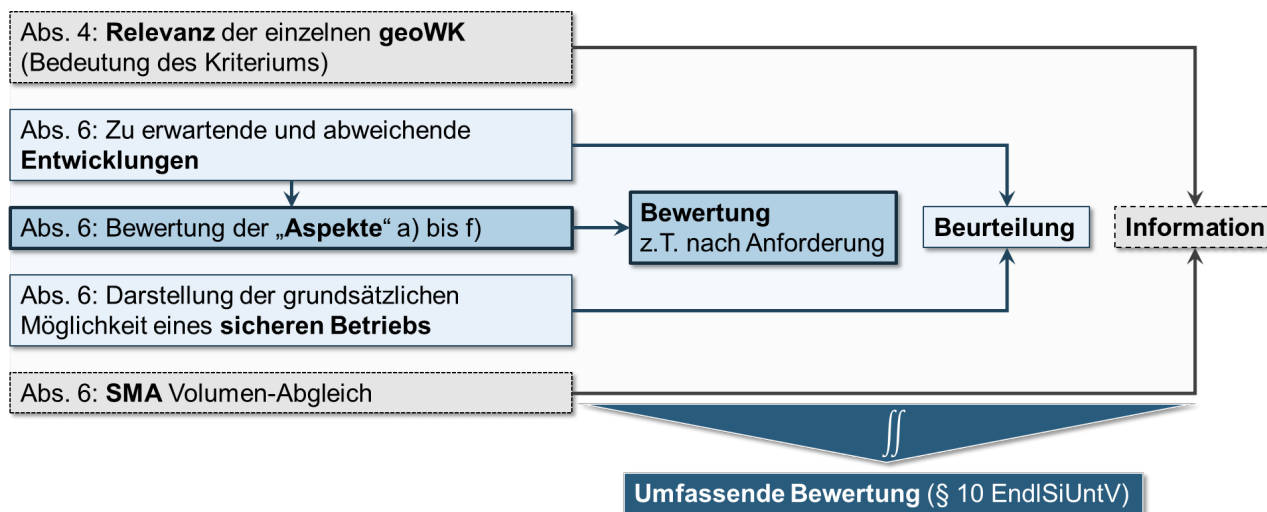 Abs. 4: Relevanz der einzelnen geoWK
(Bedeutung des Kriteriums)
Abs. 6: Zu erwartende und abweichende
Entwicklungen
Abs. 6: Bewertung der „Aspekte“ a) bis f)
Bewertung
z.T. nach Anforderung
Beurteilung
Information
Abs. 6: Darstellung der grundsätzlichen
Möglichkeit eines sicheren Betriebs
Abs. 6: SMA Volumen-Abgleich
∬
Umfassende Bewertung (§ 10 EndlSiUntV)